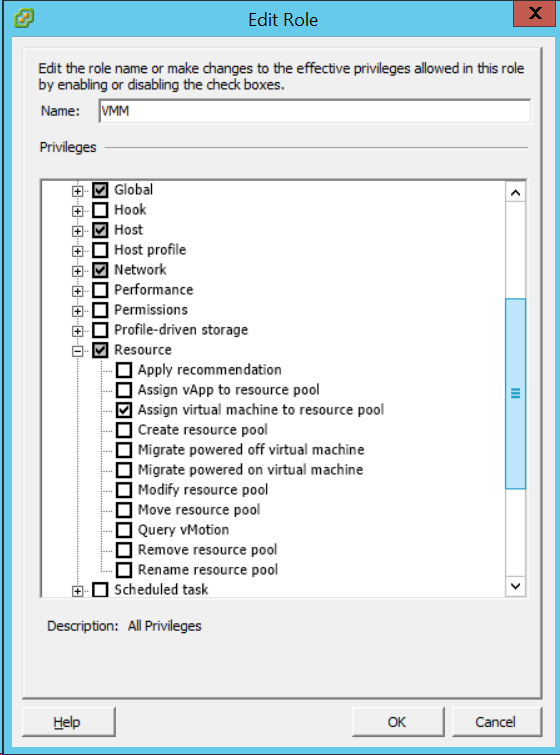 Edit Role
X
Edit the role name or make changes to the effective privileges allowed in this role
by enabling or disabling the check boxes.
Name: VMM
Privileges
Global
Hook
Host
Host profile
Network
Performance
Permissions
Profile-driven storage
Resource
Apply recommendation
Assign vApp to resource pool
Assign virtual machine to resource pool
Create resource pool
Migrate powered off virtual machine
Migrate powered on virtual machine
Modify resource pool
Move resource pool
Query vMotion
Remove resource pool
Rename resource pool
Scheduled task
Description: All Privileges
Help OK Cancel